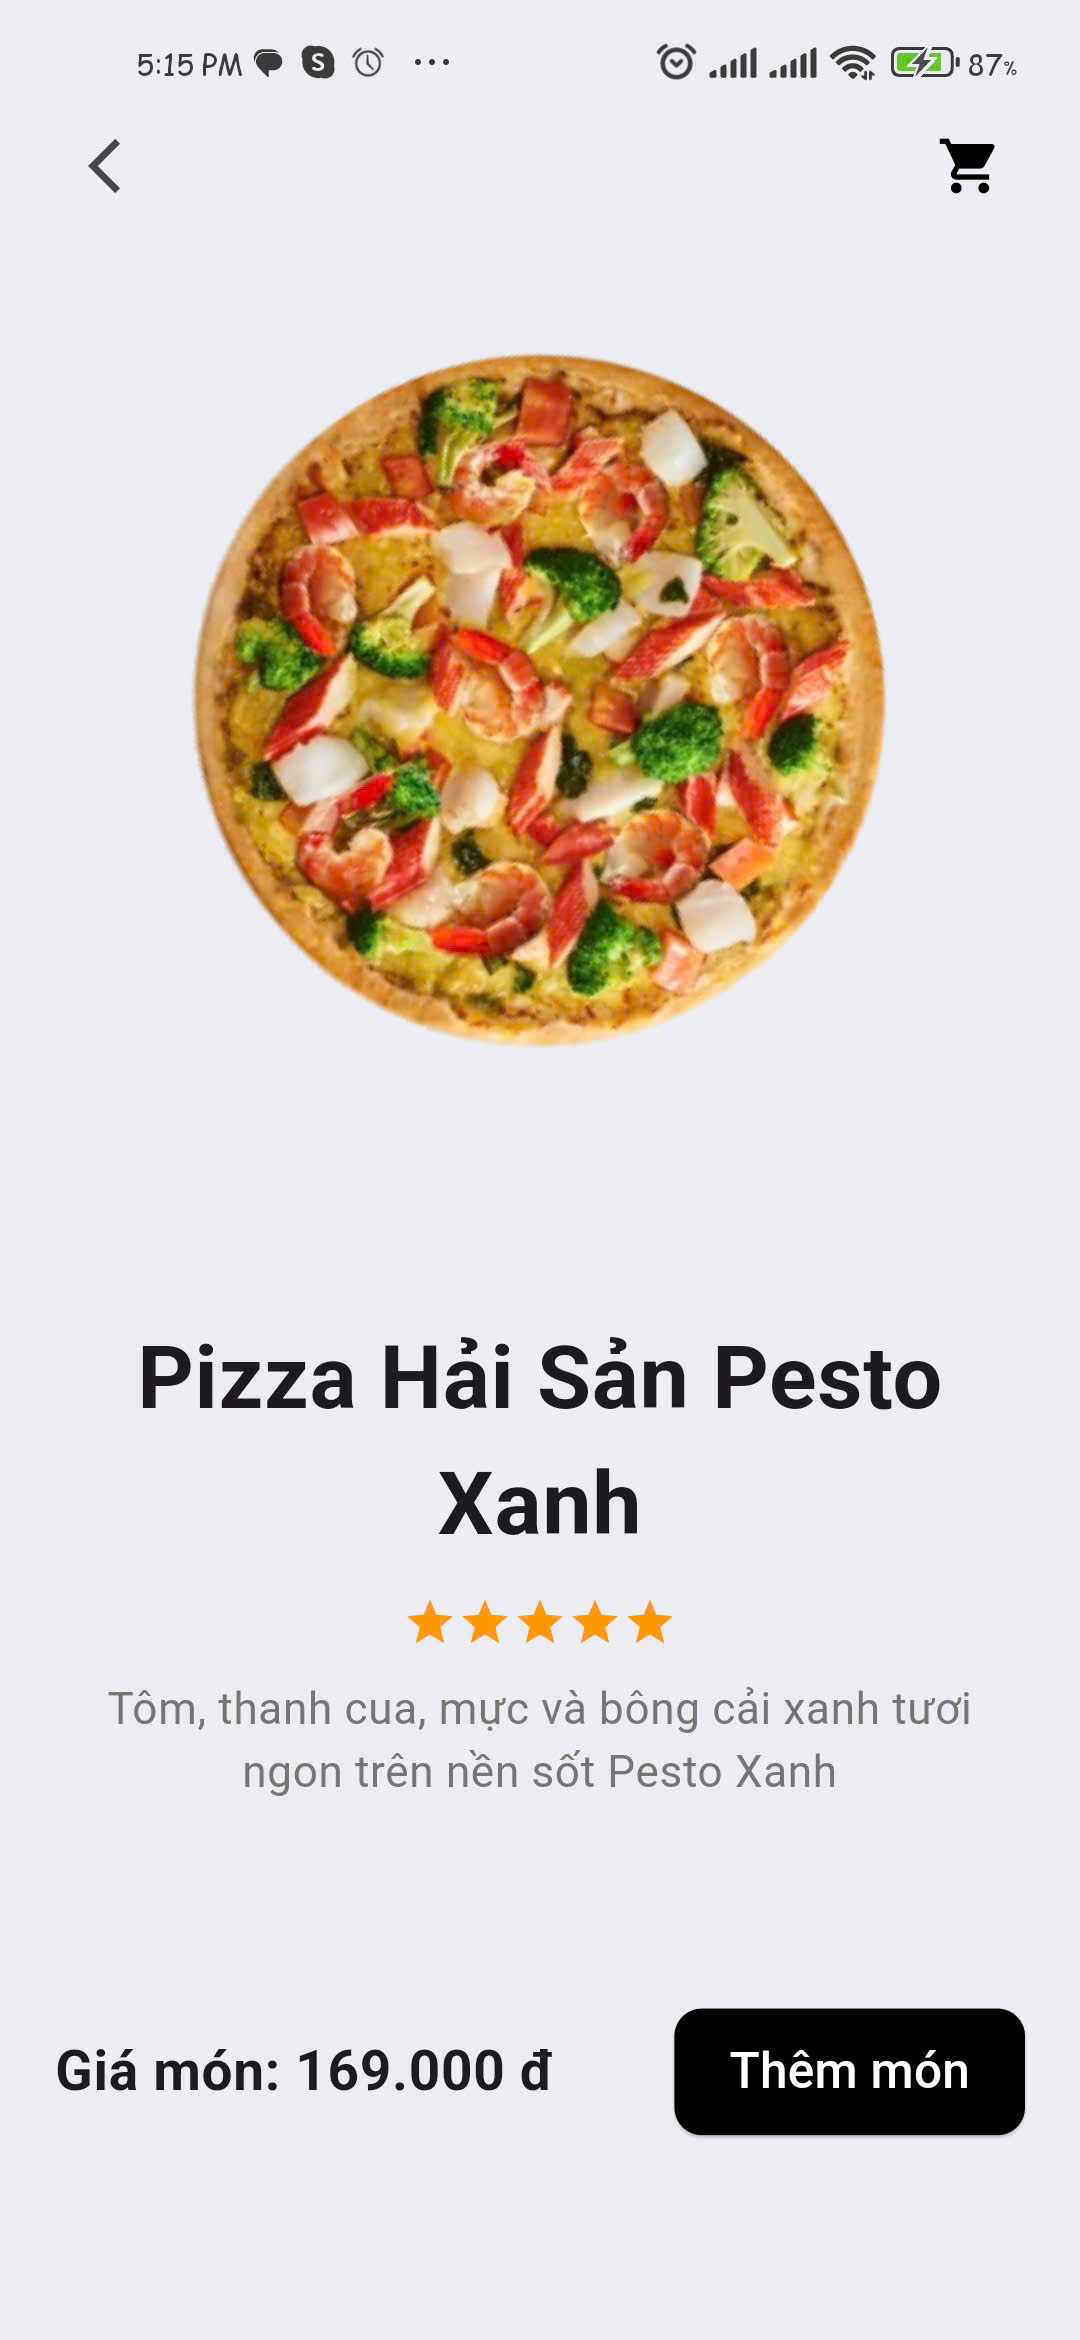 5:15 PM S 87%
Pizza Hải Sản Pesto
Xanh
Tôm, thanh cua, mực và bông cải xanh tươi
ngon trên nền sốt Pesto Xanh
Giá món: 169.000 đ
Thêm món